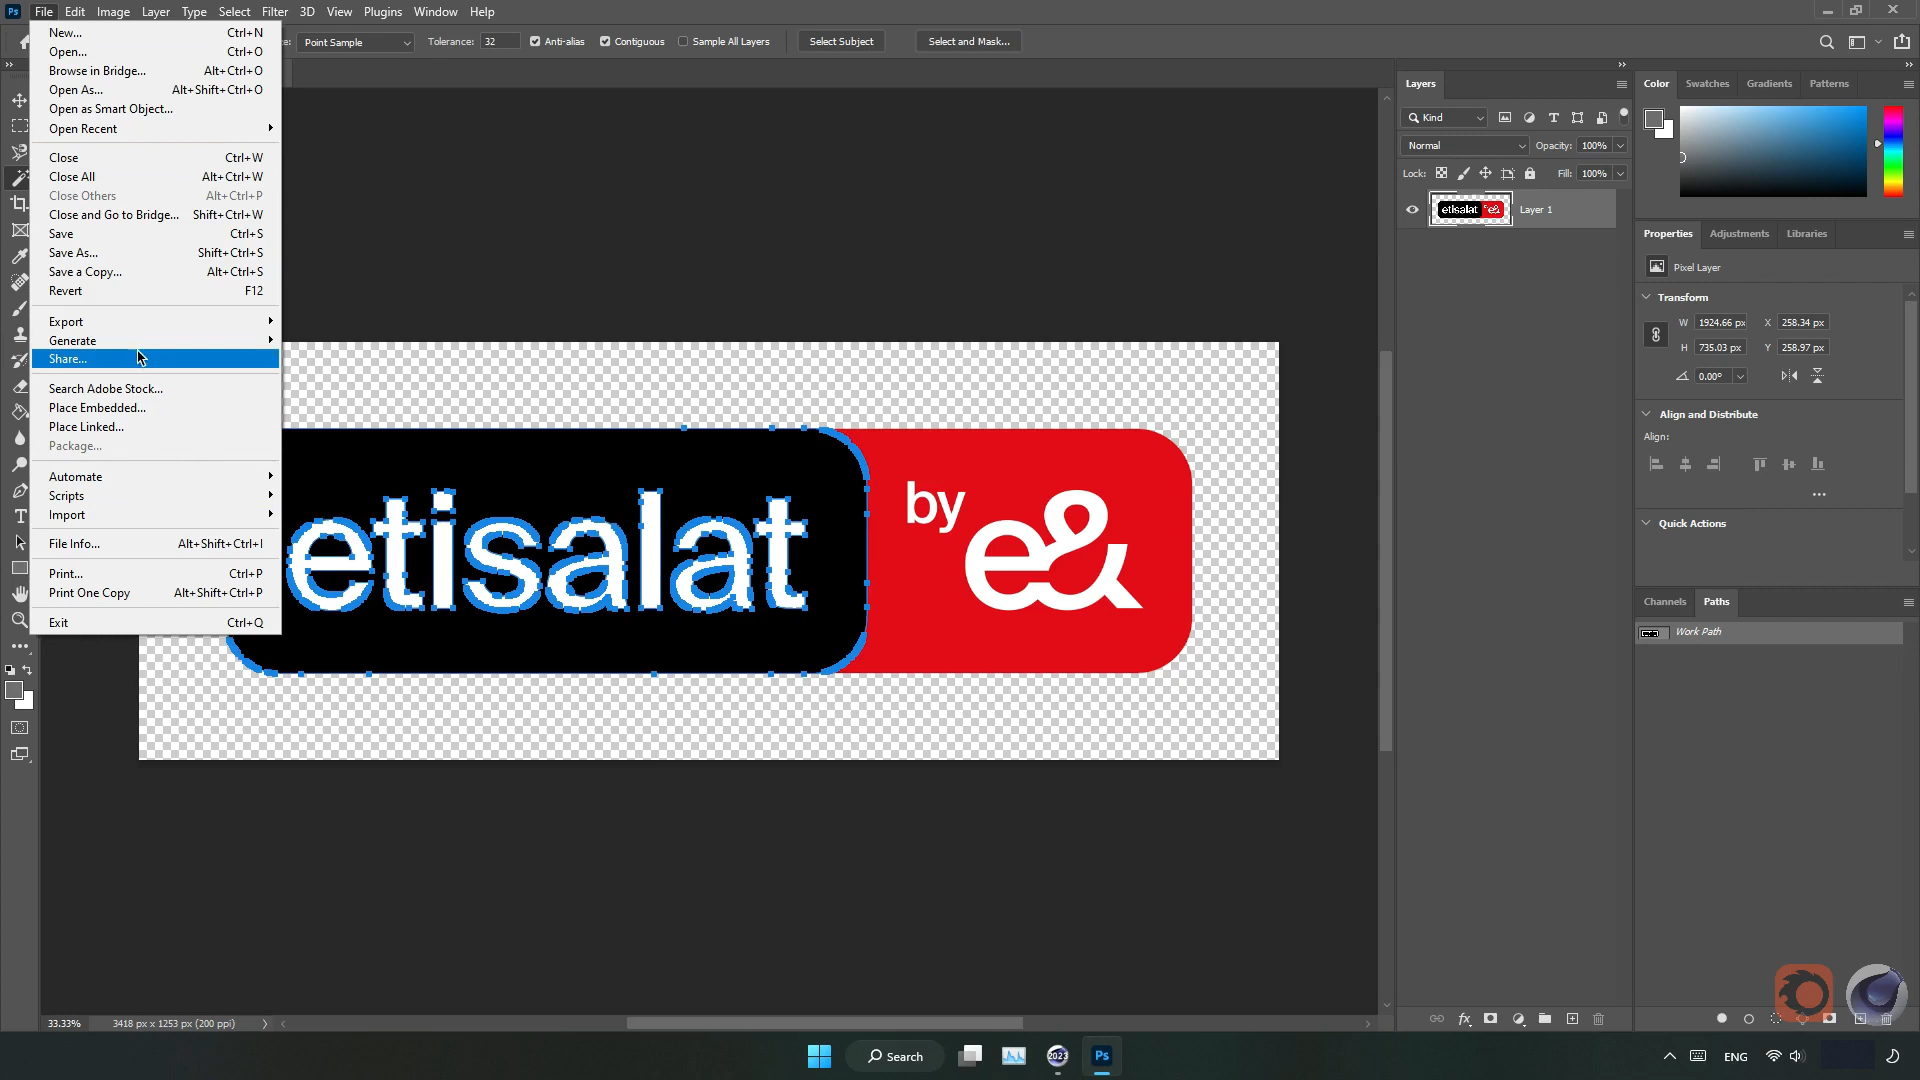 Ps File Edit Image Layer Type Select Filter 3D View Plugins Window Help
Point Sample Tolerance: 32 Anti-alias Contiguous Sample All Layers Select Subject Select and Mask...
New... Ctrl+N
Open... Ctrl+O
Browse in Bridge... Alt+Ctrl+O
Open As... Alt+Shift+Ctrl+O
Open as Smart Object...
Open Recent
Close Ctrl+W
Close All Alt+Ctrl+W
Close Others Alt+Ctrl+P
Close and Go to Bridge... Shift+Ctrl+W
Save Ctrl+S
Save As... Shift+Ctrl+S
Save a Copy... Alt+Ctrl+S
Revert F12
Export
Generate
Share...
Search Adobe Stock...
Place Embedded...
Place Linked...
Package...
Automate
Scripts
Import
File Info... Alt+Shift+Ctrl+I
Print... Ctrl+P
Print One Copy Alt+Shift+Ctrl+P
Exit Ctrl+Q
etisalat by e&
33.33% 3418 px x 1253 px (200 ppi)
Layers
Kind
Normal Opacity: 100%
Lock: Fill: 100%
etisalat e& Layer 1
Color Swatches Gradients Patterns
Properties Adjustments Libraries
Pixel Layer
Transform
W 1924.66 px X 258.34 px
H 735.03 px Y 258.97 px
0.00°
Align and Distribute
Align:
Quick Actions
Channels Paths
Work Path
fx
Search 2023 Ps ENG